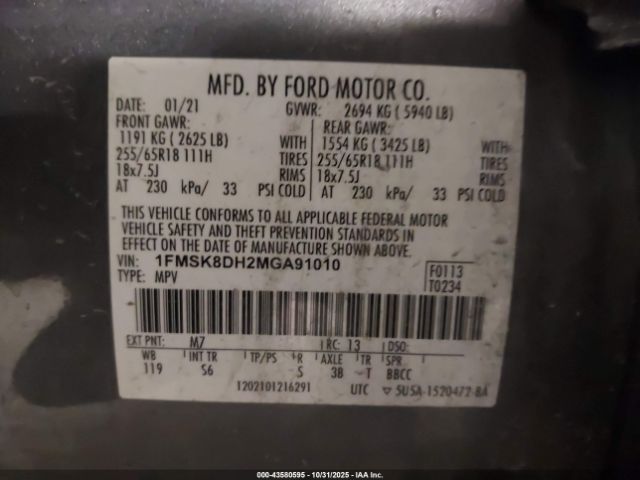 MFD. BY FORD MOTOR CO.
DATE: 01/21 GVWR: 2694 KG ( 5940 LB)
FRONT GAWR: REAR GAWR:
1191 KG ( 2625 LB) WITH 1554 KG ( 3425 LB) WITH
255/65R18 111H TIRES 255/65R18 111H TIRES
18x7.5J RIMS 18x7.5J RIMS
AT 230 kPa/ 33 PSI COLD AT 230 kPa/ 33 PSI COLD
THIS VEHICLE CONFORMS TO ALL APPLICABLE FEDERAL MOTOR
VEHICLE SAFETY AND THEFT PREVENTION STANDARDS IN
EFFECT ON THE DATE OF MANUFACTURE SHOWN ABOVE.
VIN: 1FMSK8DH2MGA91010 F0113
TYPE: MPV T0234
EXT PNT: M7 RC: 13 DSO:
WB INT TR TP/PS R AXLE TR SPR
119 S6 S 3B T BBCC
1202101216291 UTC ▽ 5U5A-1520472-BA
000-43580595 - 10/31/2025 - IAA Inc.